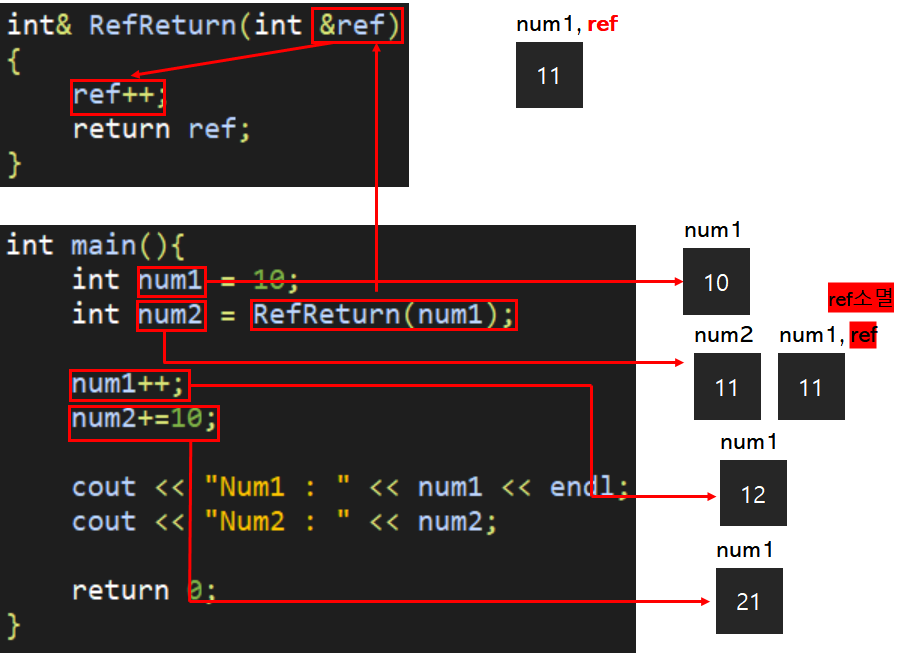 int& RefReturn(int &ref)
{
    ref++;
    return ref;
}
num1, ref
11
int main(){
    int num1 = 10;
    int num2 = RefReturn(num1);
    num1++;
    num2+=10;
    cout << "Num1 : " << num1 << endl;
    cout << "Num2 : " << num2;
    return 0;
}
num1
10
ref소멸
num2 num1, ref
11 11
num1
12
num1
21